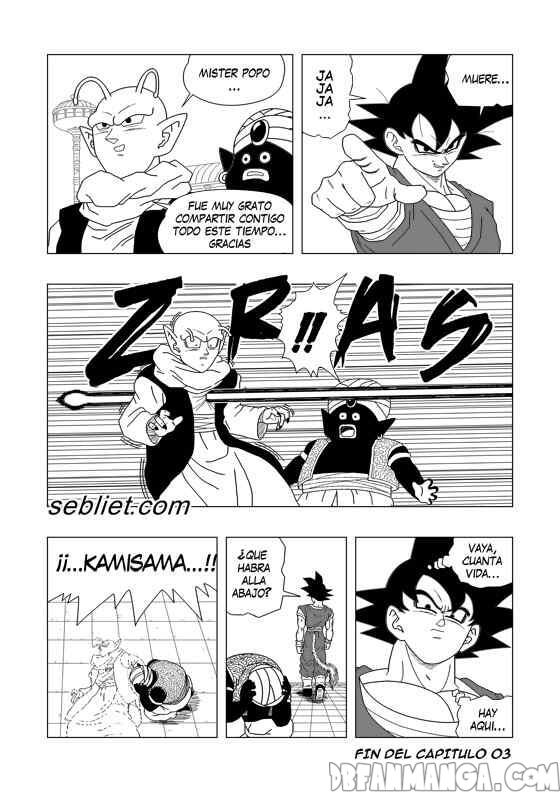 MISTER POPO
...
FUE MUY GRATO
COMPARTIR CONTIGO
TODO ESTE TIEMPO...
GRACIAS
JA
JA
JA
...
MUERE...
ZRAS
!!
sebliet.com
¡¡...KAMISAMA...!!
¿QUE
HABRA
ALLA
ABAJO?
VAYA,
CUANTA
VIDA...
HAY
AQUI...
FIN DEL CAPITULO 03
DBFANMANGA.COM